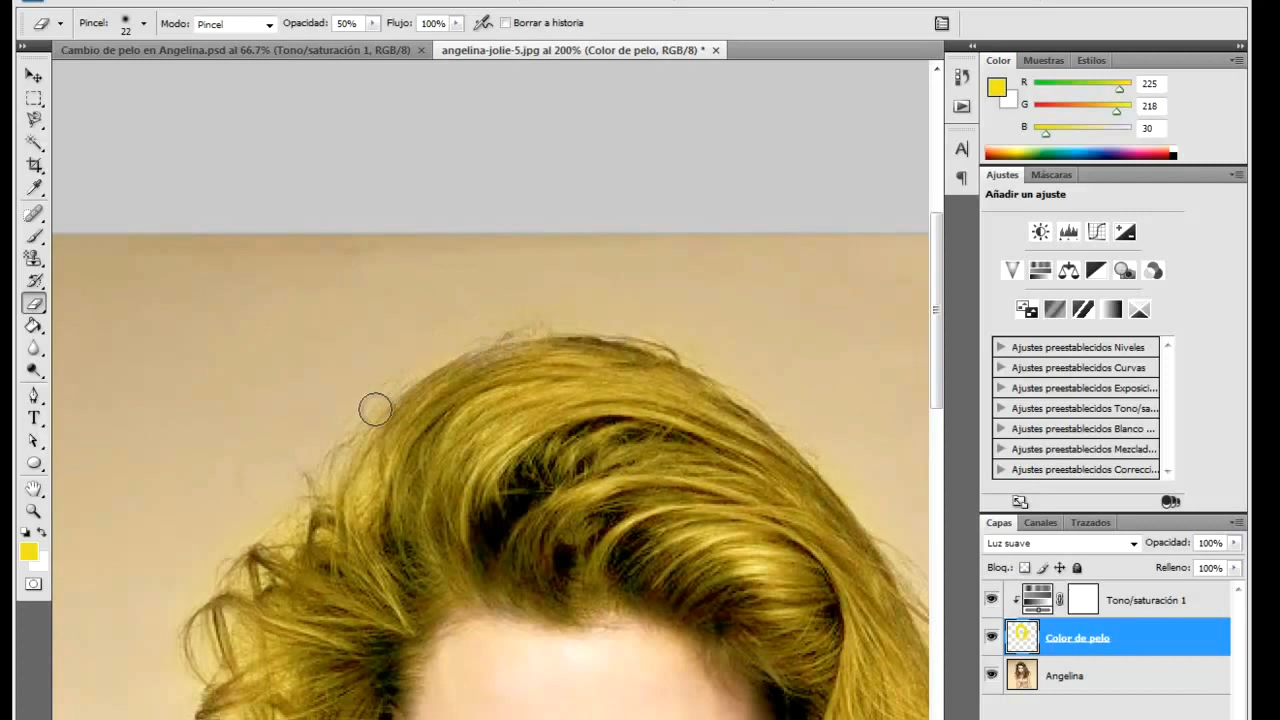 Pincel: 22 Modo: Pincel Opacidad: 50% Flujo: 100% Borrar a historia
Cambio de pelo en Angelina.psd al 66.7% (Tono/saturación 1, RGB/8) × angelina-jolie-5.jpg al 200% (Color de pelo, RGB/8) * ×
Color Muestras Estilos
R 225
G 218
B 30
Ajustes Máscaras
Añadir un ajuste
Ajustes preestablecidos Niveles
Ajustes preestablecidos Curvas
Ajustes preestablecidos Exposici...
Ajustes preestablecidos Tono/sa...
Ajustes preestablecidos Blanco ...
Ajustes preestablecidos Mezclad...
Ajustes preestablecidos Correcci...
Capas Canales Trazados
Luz suave Opacidad: 100%
Bloq.: Relleno: 100%
Tono/saturación 1
Color de pelo
Angelina